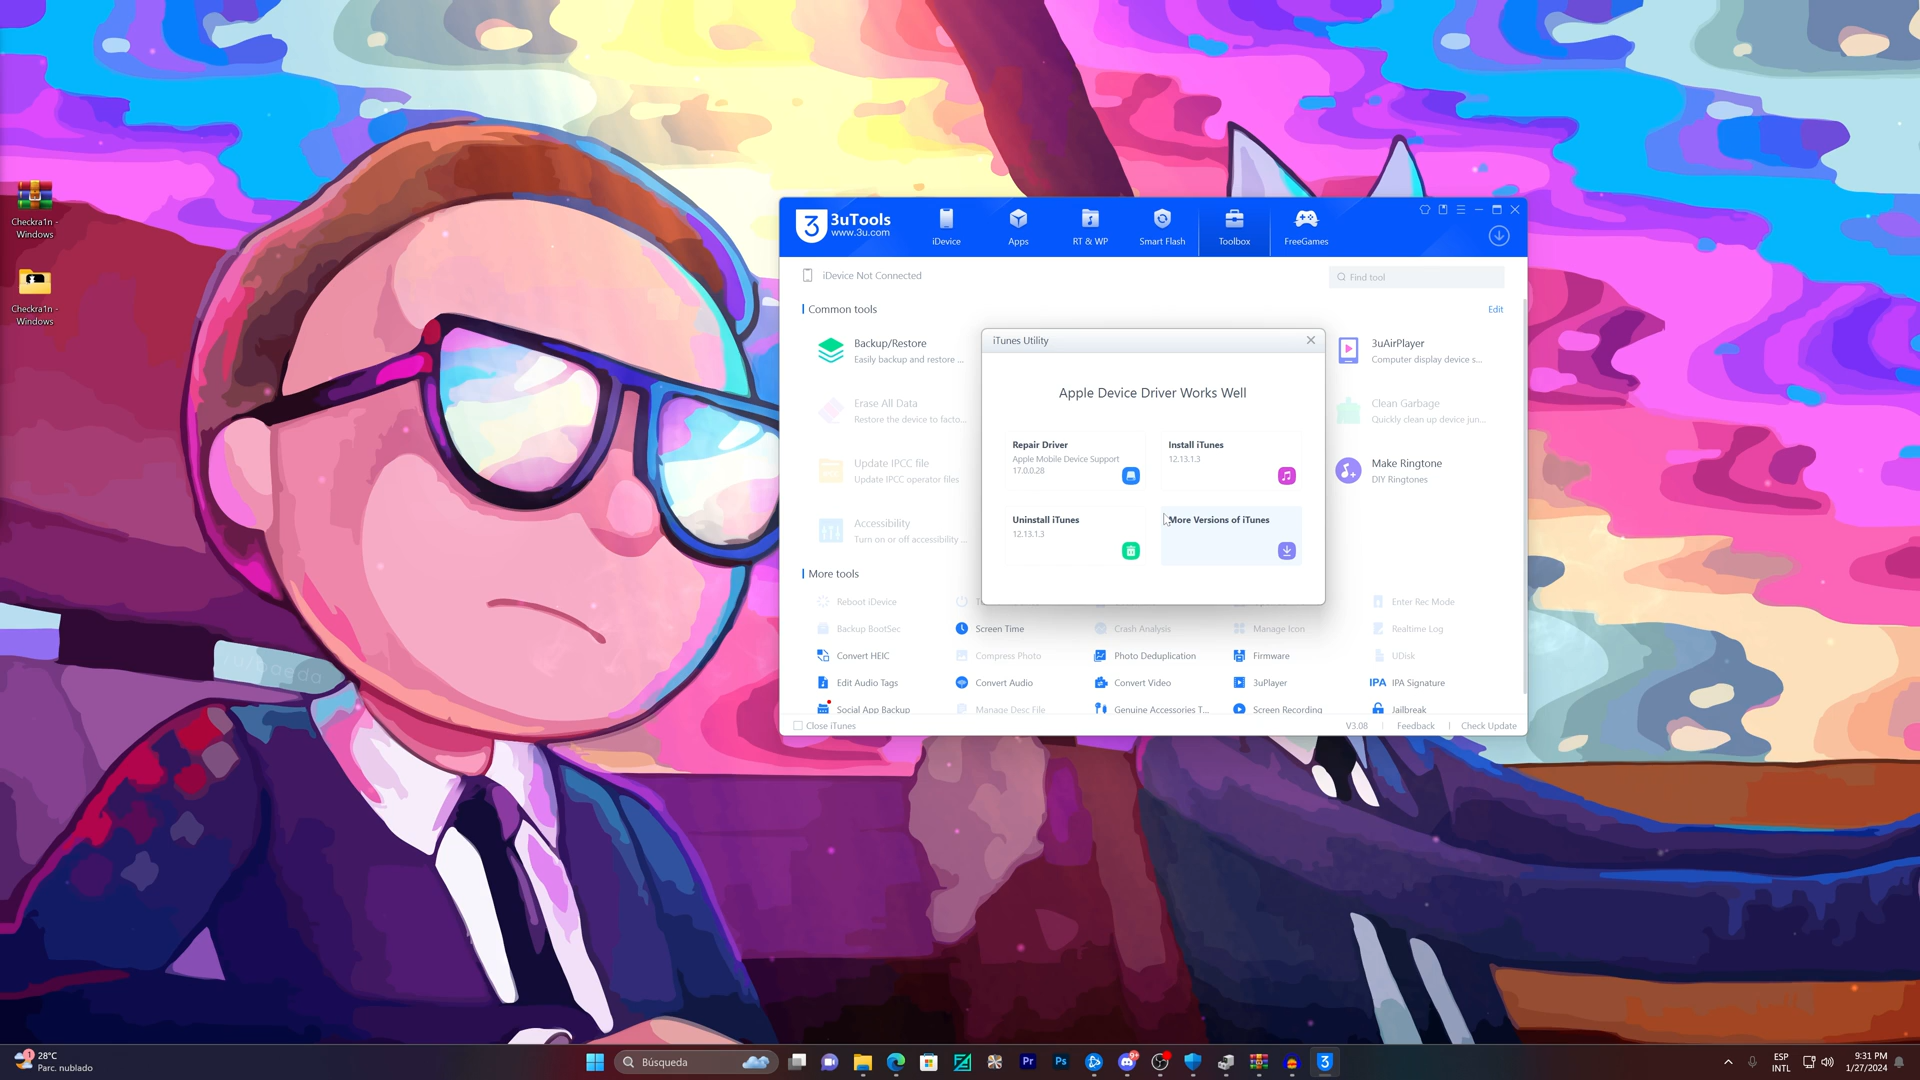 Checkra1n -
Windows
Checkra1n -
Windows
3uTools
www.3u.com
iDevice
Apps
RT & WP
Smart Flash
Toolbox
FreeGames
iDevice Not Connected
Find tool
Common tools
Edit
Backup/Restore
Easily backup and restore ...
3uAirPlayer
Computer display device s...
Erase All Data
Restore the device to facto...
Clean Garbage
Quickly clean up device jun...
Update IPCC file
Update IPCC operator files
Make Ringtone
DIY Ringtones
Accessibility
Turn on or off accessibility ...
iTunes Utility
Apple Device Driver Works Well
Repair Driver
Apple Mobile Device Support
17.0.0.28
Install iTunes
12.13.1.3
Uninstall iTunes
12.13.1.3
More Versions of iTunes
More tools
Reboot iDevice
Enter Rec Mode
Backup BootSec
Screen Time
Crash Analysis
Manage Icon
Realtime Log
Convert HEIC
Compress Photo
Photo Deduplication
Firmware
UDisk
Edit Audio Tags
Convert Audio
Convert Video
3uPlayer
IPA IPA Signature
Social App Backup
Manage Desc File
Genuine Accessories T...
Screen Recording
Jailbreak
Close iTunes
V3.08
Feedback
Check Update
1
28°C
Parc. nublado
Búsqueda
Pr
Ps
3
ESP
INTL
9:31 PM
1/27/2024